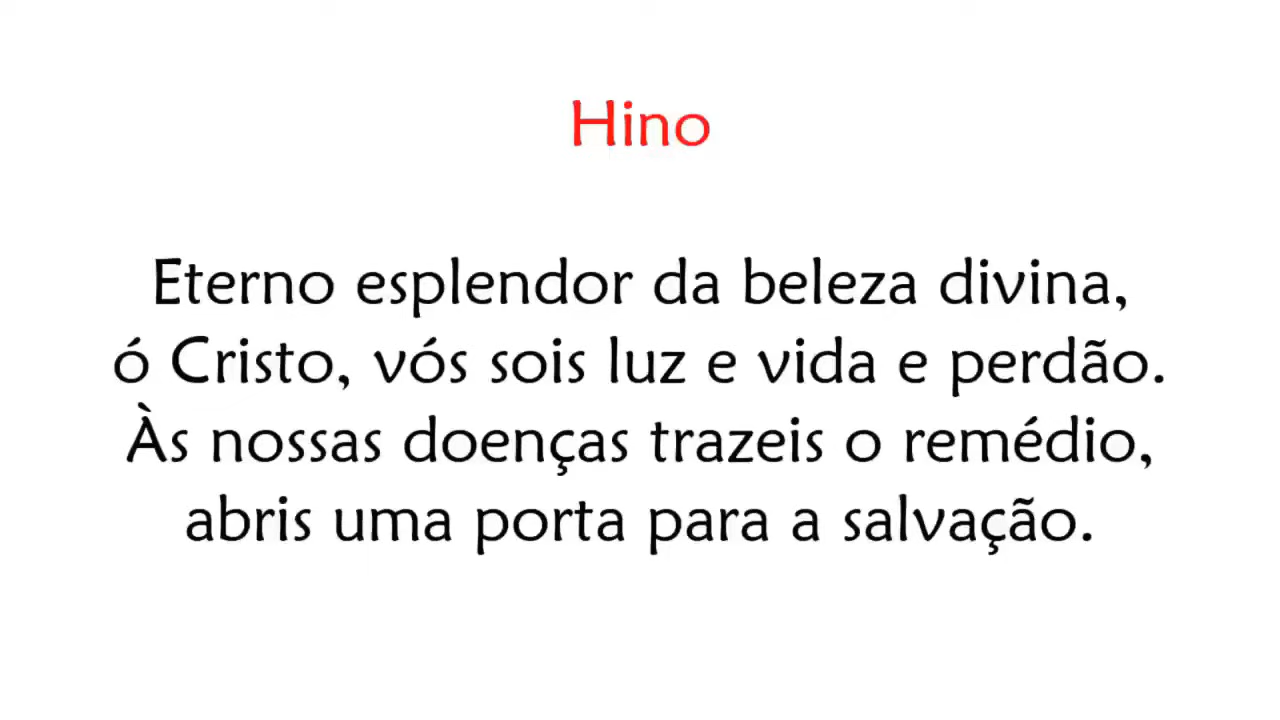 Hino
Eterno esplendor da beleza divina,
ó Cristo, vós sois luz e vida e perdão.
Às nossas doenças trazeis o remédio,
abris uma porta para a salvação.